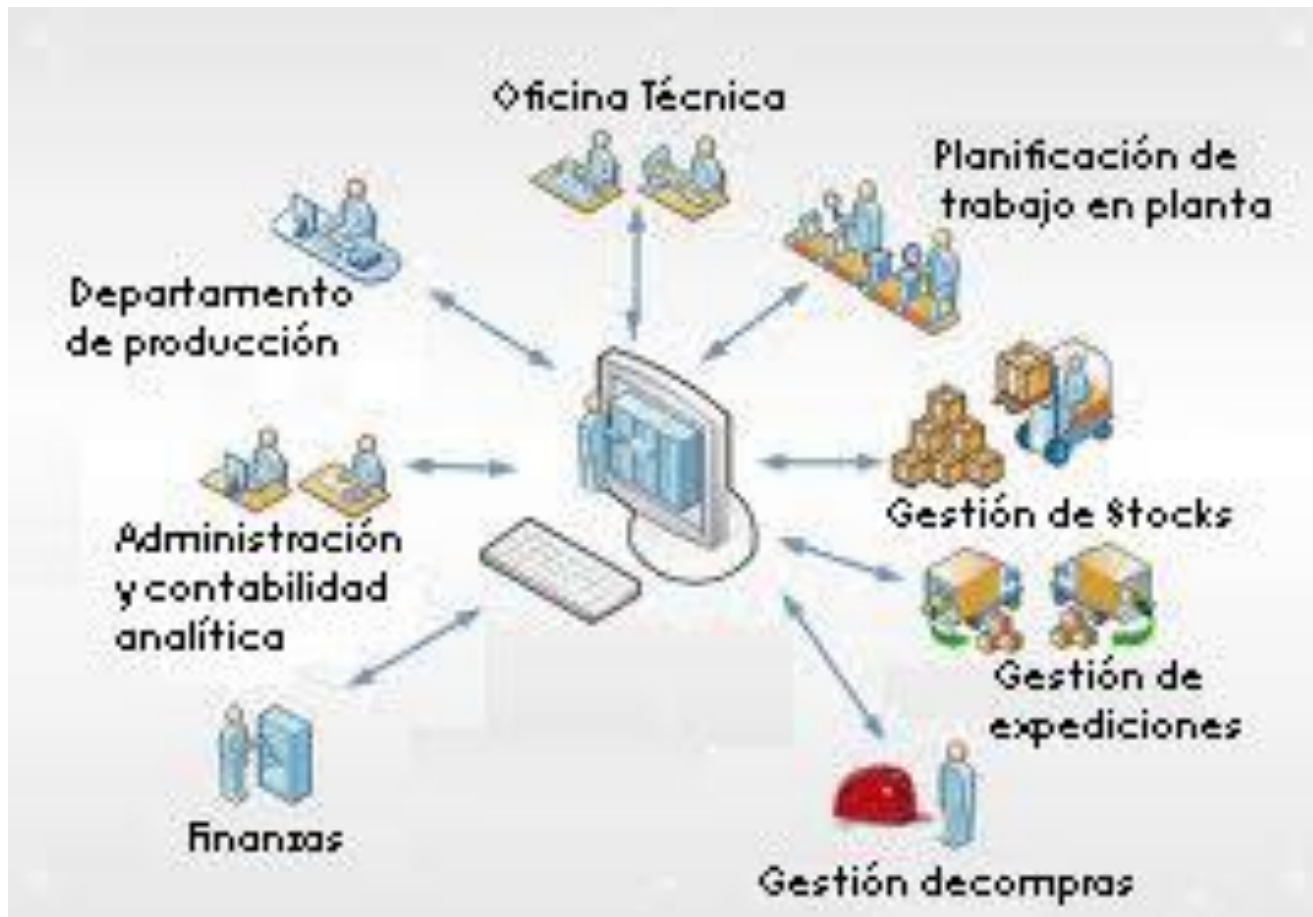 Oficina Técnica
Planificación de
trabajo en planta
Departamento
de producción
Gestión de Stocks
Administración
y contabilidad
analítica
Gestión de
expediciones
Finanzas
Gestión decompras